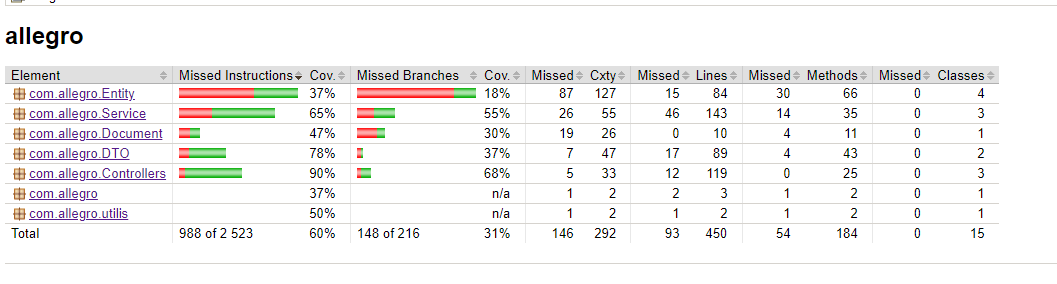 allegro
Element Missed Instructions Cov. Missed Branches Cov. Missed Cxty Missed Lines Missed Methods Missed Classes
com.allegro.Entity 37% 18% 87 127 15 84 30 66 0 4
com.allegro.Service 65% 55% 26 55 46 143 14 35 0 3
com.allegro.Document 47% 30% 19 26 0 10 4 11 0 1
com.allegro.DTO 78% 37% 7 47 17 89 4 43 0 2
com.allegro.Controllers 90% 68% 5 33 12 119 0 25 0 3
com.allegro 37% n/a 1 2 2 3 1 2 0 1
com.allegro.utilis 50% n/a 1 2 1 2 1 2 0 1
Total 988 of 2 523 60% 148 of 216 31% 146 292 93 450 54 184 0 15